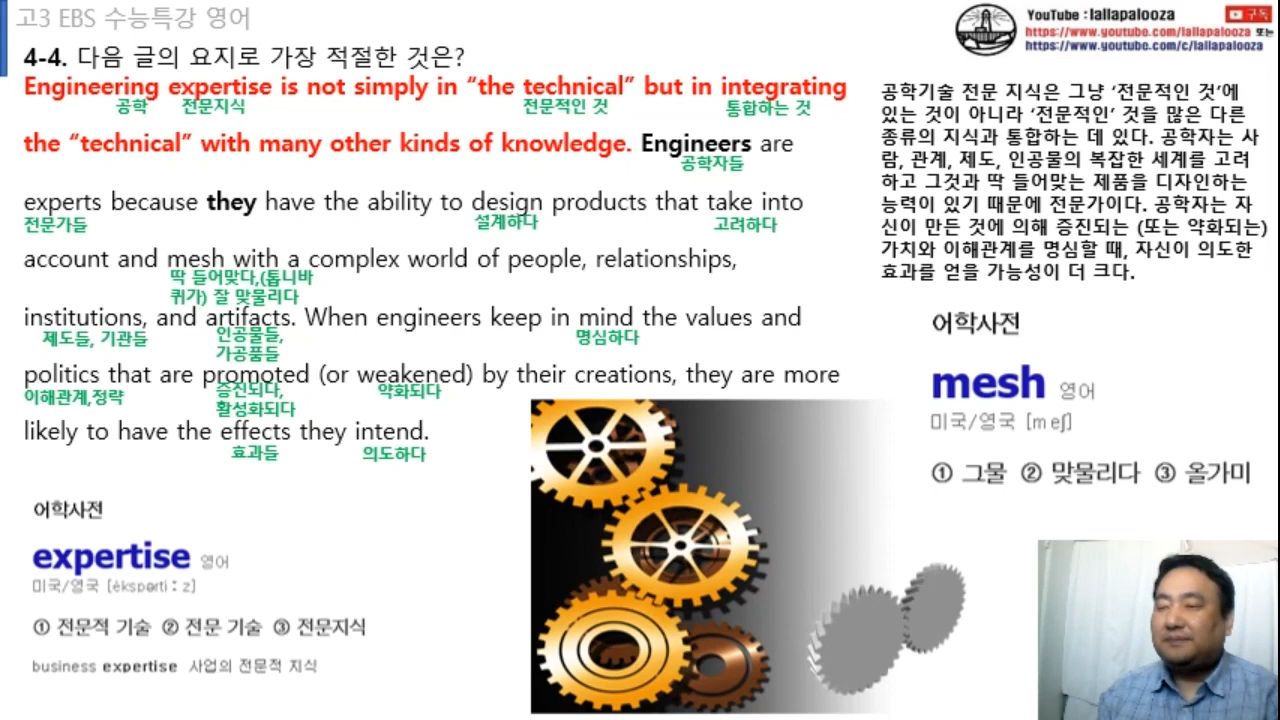 고3 EBS 수능특강 영어
YouTube : lallapalooza
구독
https://www.youtube.com/lallapalooza 또는
https://www.youtube.com/c/lallapalooza
4-4. 다음 글의 요지로 가장 적절한 것은?
Engineering expertise is not simply in “the technical” but in integrating
공학 전문지식 전문적인 것 통합하는 것
the “technical” with many other kinds of knowledge. Engineers are
공학자들
experts because they have the ability to design products that take into
전문가들 설계하다 고려하다
account and mesh with a complex world of people, relationships,
딱 들어맞다,(톱니바
퀴가) 잘 맞물리다
institutions, and artifacts. When engineers keep in mind the values and
제도들, 기관들 인공물들, 명심하다
가공품들
politics that are promoted (or weakened) by their creations, they are more
이해관계,정략 증진되다, 약화되다
활성화되다
likely to have the effects they intend.
효과들 의도하다
공학기술 전문 지식은 그냥 ‘전문적인 것’에
있는 것이 아니라 ‘전문적인’ 것을 많은 다른
종류의 지식과 통합하는 데 있다. 공학자는 사
람, 관계, 제도, 인공물의 복잡한 세계를 고려
하고 그것과 딱 들어맞는 제품을 디자인하는
능력이 있기 때문에 전문가이다. 공학자는 자
신이 만든 것에 의해 증진되는 (또는 약화되는)
가치와 이해관계를 명심할 때, 자신이 의도한
효과를 얻을 가능성이 더 크다.
어학사전
mesh 영어
미국/영국 [meʃ]
① 그물 ② 맞물리다 ③ 올가미
어학사전
expertise 영어
미국/영국 [èkspərtiːz]
① 전문적 기술 ② 전문 기술 ③ 전문지식
business expertise 사업의 전문적 지식